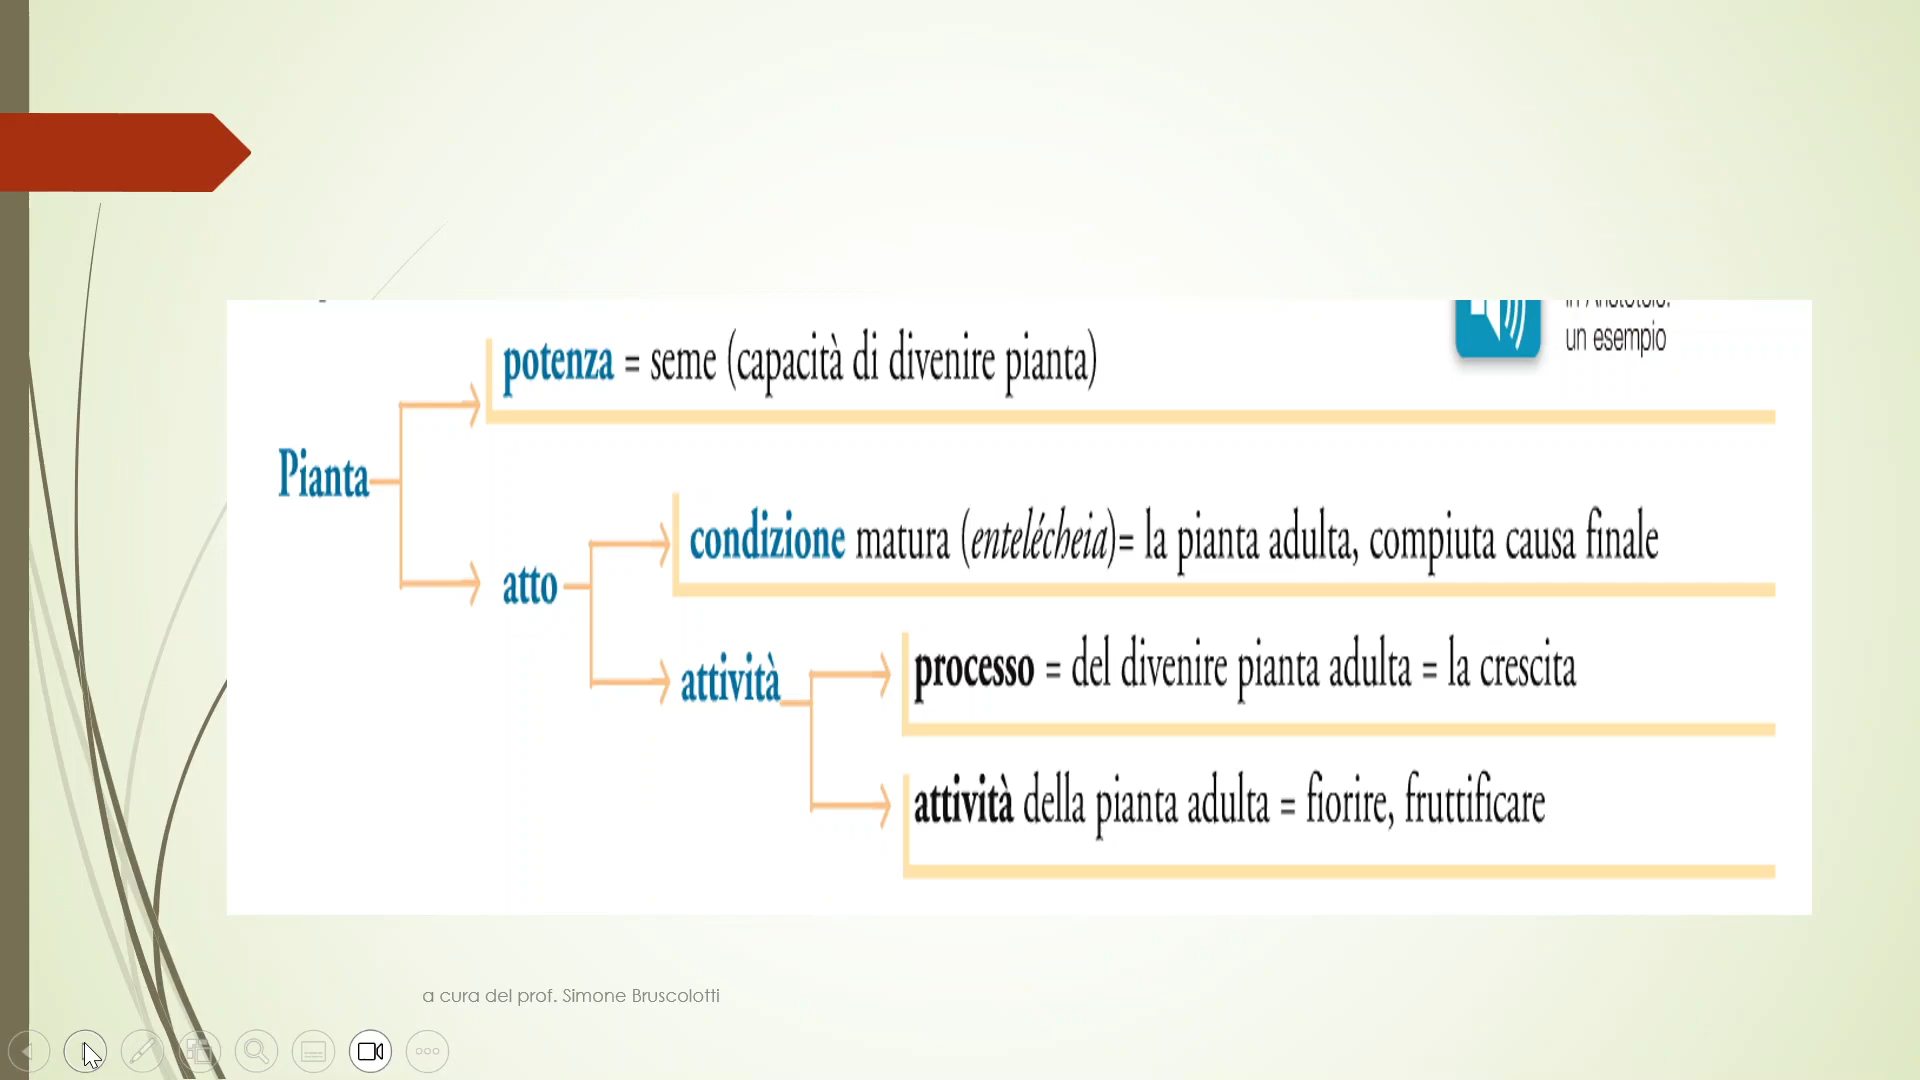 un esempio
potenza = seme (capacità di divenire pianta)
Pianta
condizione matura (entelécheia)= la pianta adulta, compiuta causa finale
atto
processo = del divenire pianta adulta = la crescita
attività
attività della pianta adulta = fiorire, fruttificare
a cura del prof. Simone Bruscolotti